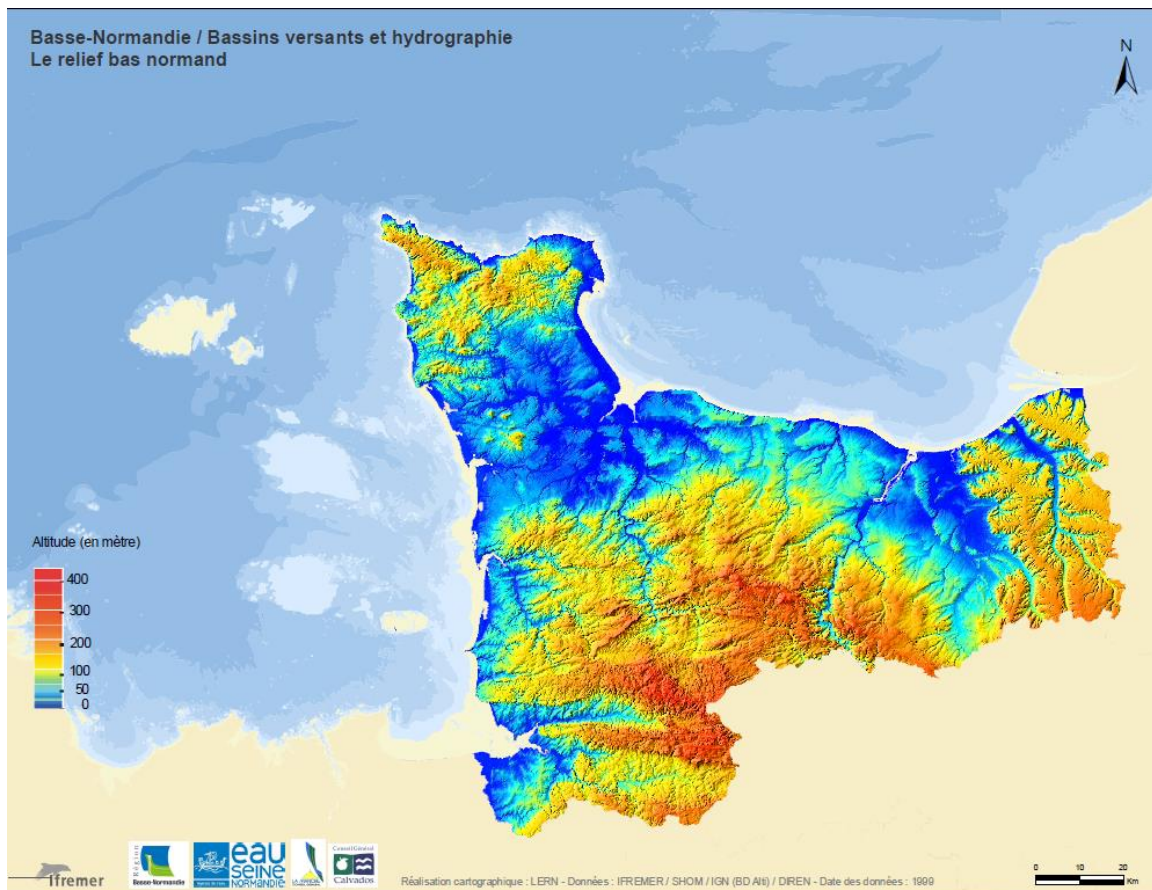 Basse-Normandie / Bassins versants et hydrographie
Le relief bas normand
N
Altitude (en mètre)
400
300
200
100
50
0
ifremer
Région
Basse-Normandie
eau
SEINE
NORMANDIE
Conseil Général
Calvados
Réalisation cartographique : LERN - Données : IFREMER / SHOM / IGN (BD Alti) / DIREN - Date des données : 1999
0 10 20
Km